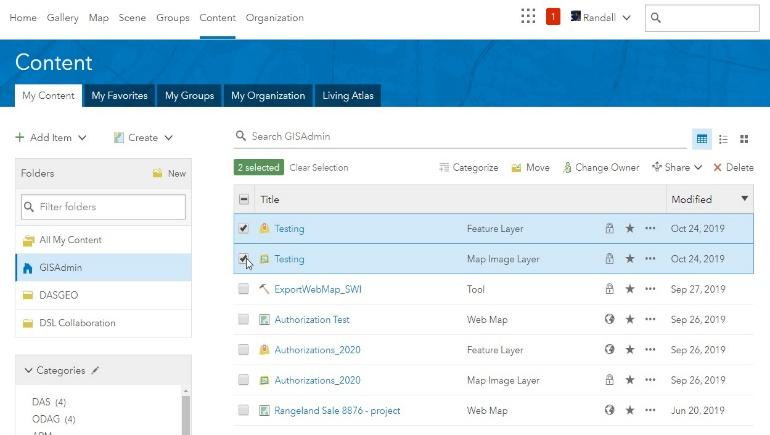 Home Gallery Map Scene Groups Content Organization 1 Randall
Content
My Content My Favorites My Groups My Organization Living Atlas
Add Item Create Search GISAdmin
2 selected Clear Selection Categorize Move Change Owner Share Delete
Folders New
Filter folders
All My Content
GISAdmin
DASGEO
DSL Collaboration
Categories
DAS (4)
ODAG (4)
Title Modified
Testing Feature Layer Oct 24, 2019
Testing Map Image Layer Oct 24, 2019
ExportWebMap_SWI Tool Sep 27, 2019
Authorization Test Web Map Sep 26, 2019
Authorizations_2020 Feature Layer Sep 26, 2019
Authorizations_2020 Map Image Layer Sep 26, 2019
Rangeland Sale 8876 - project Web Map Jun 20, 2019